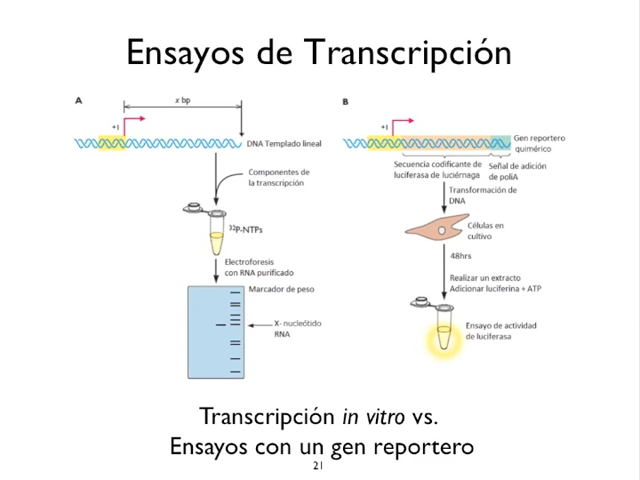 Ensayos de Transcripción
A
x bp
+1
DNA Templado lineal
Componentes de
la transcripción
32P-NTPs
Electroforesis
con RNA purificado
Marcador de peso
X- nucleótido
RNA
B
+1
Gen reportero
quimérico
Secuencia codificante de
luciferasa de luciérnaga
Señal de adición
de poliA
Transformación de
DNA
Células en
cultivo
48hrs
Realizar un extracto
Adicionar luciferina + ATP
Ensayo de actividad
de luciferasa
Transcripción in vitro vs.
Ensayos con un gen reportero
21